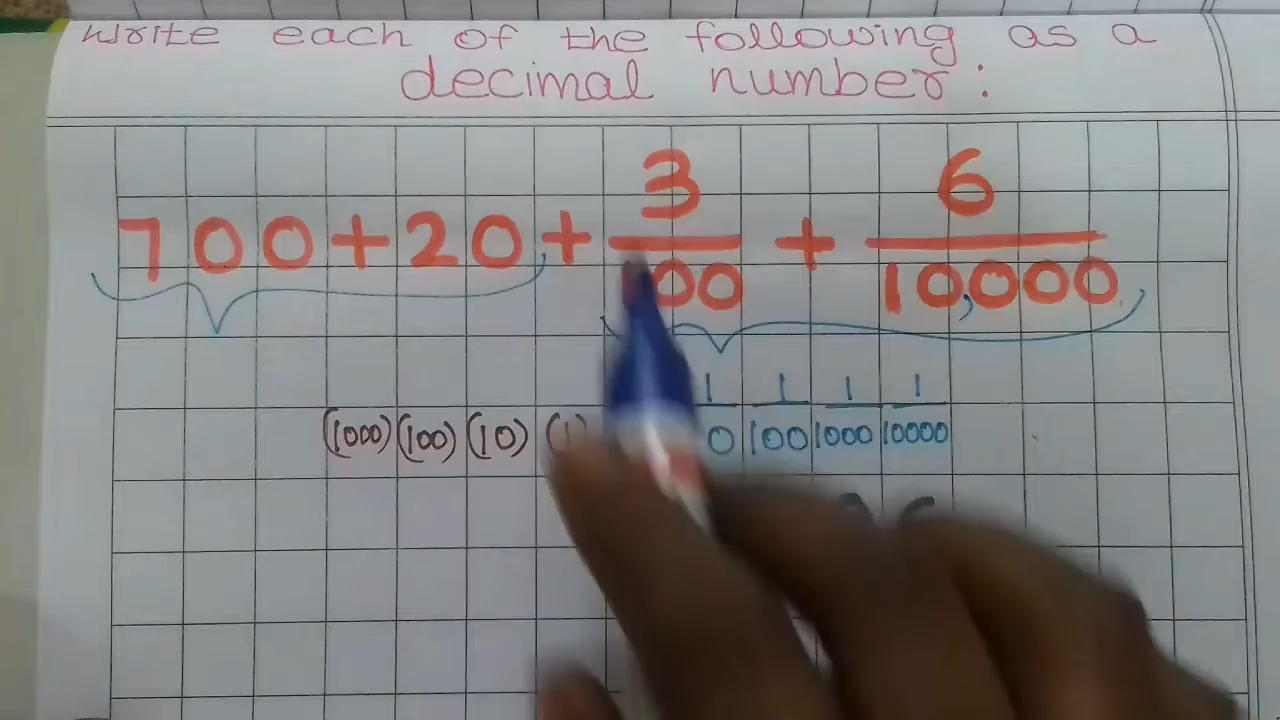 Write each of the following as a
decimal number:
700 + 20 + 3/100 + 6/10,000
(1000) (100) (10) (1) 1/100 1/1000 1/10000